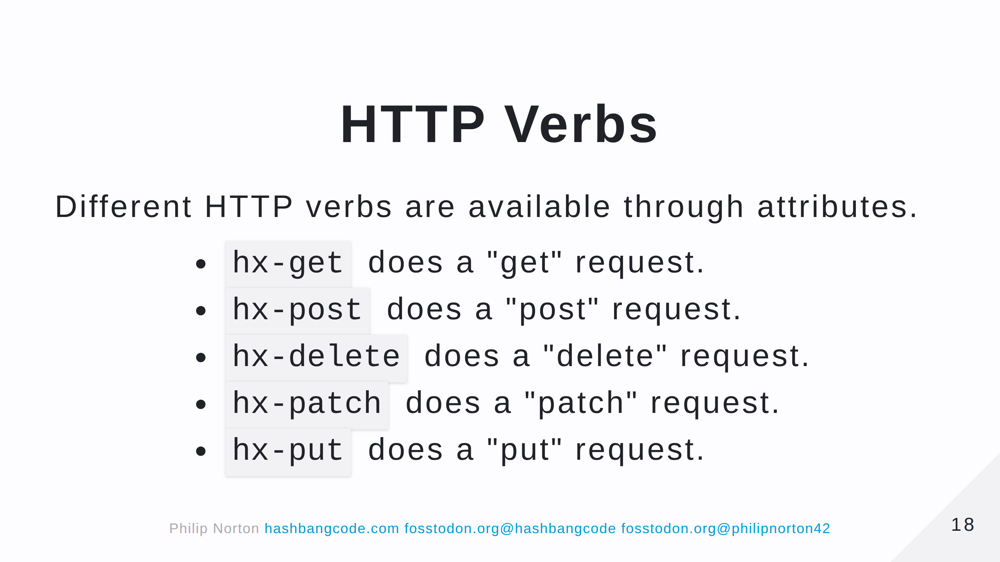 HTTP Verbs
Different HTTP verbs are available through attributes.
• hx-get does a "get" request.
• hx-post does a "post" request.
• hx-delete does a "delete" request.
• hx-patch does a "patch" request.
• hx-put does a "put" request.
Philip Norton hashbangcode.com fosstodon.org@hashbangcode fosstodon.org@philipnorton42
18